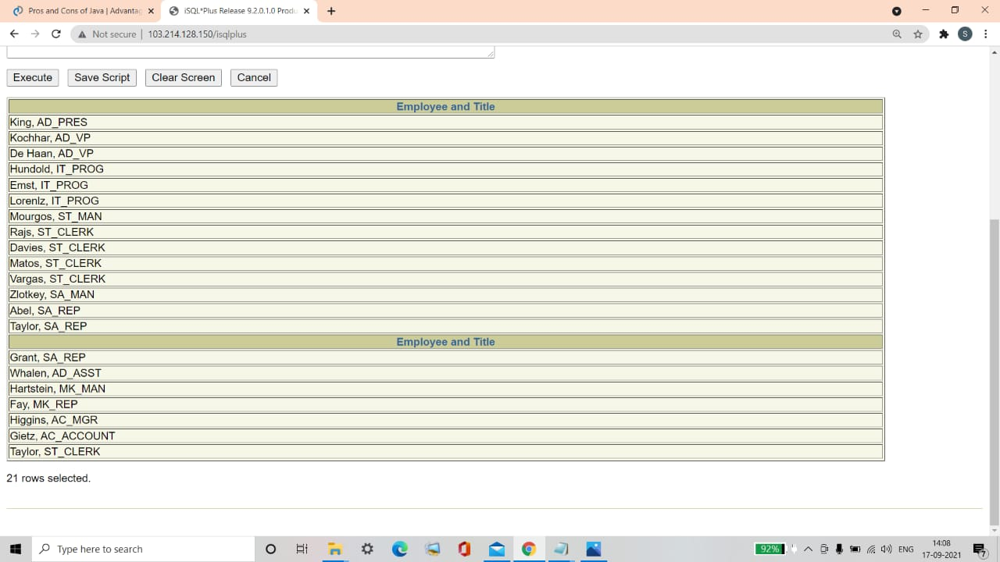 Pros and Cons of Java | Advantag
iSQL*Plus Release 9.2.0.1.0 Produ
Not secure | 103.214.128.150/isqlplus
S
Execute Save Script Clear Screen Cancel
Employee and Title
King, AD_PRES
Kochhar, AD_VP
De Haan, AD_VP
Hundold, IT_PROG
Emst, IT_PROG
Lorenlz, IT_PROG
Mourgos, ST_MAN
Rajs, ST_CLERK
Davies, ST_CLERK
Matos, ST_CLERK
Vargas, ST_CLERK
Zlotkey, SA_MAN
Abel, SA_REP
Taylor, SA_REP
Employee and Title
Grant, SA_REP
Whalen, AD_ASST
Hartstein, MK_MAN
Fay, MK_REP
Higgins, AC_MGR
Gietz, AC_ACCOUNT
Taylor, ST_CLERK
21 rows selected.
Type here to search
92%
ENG
14:08
17-09-2021
7